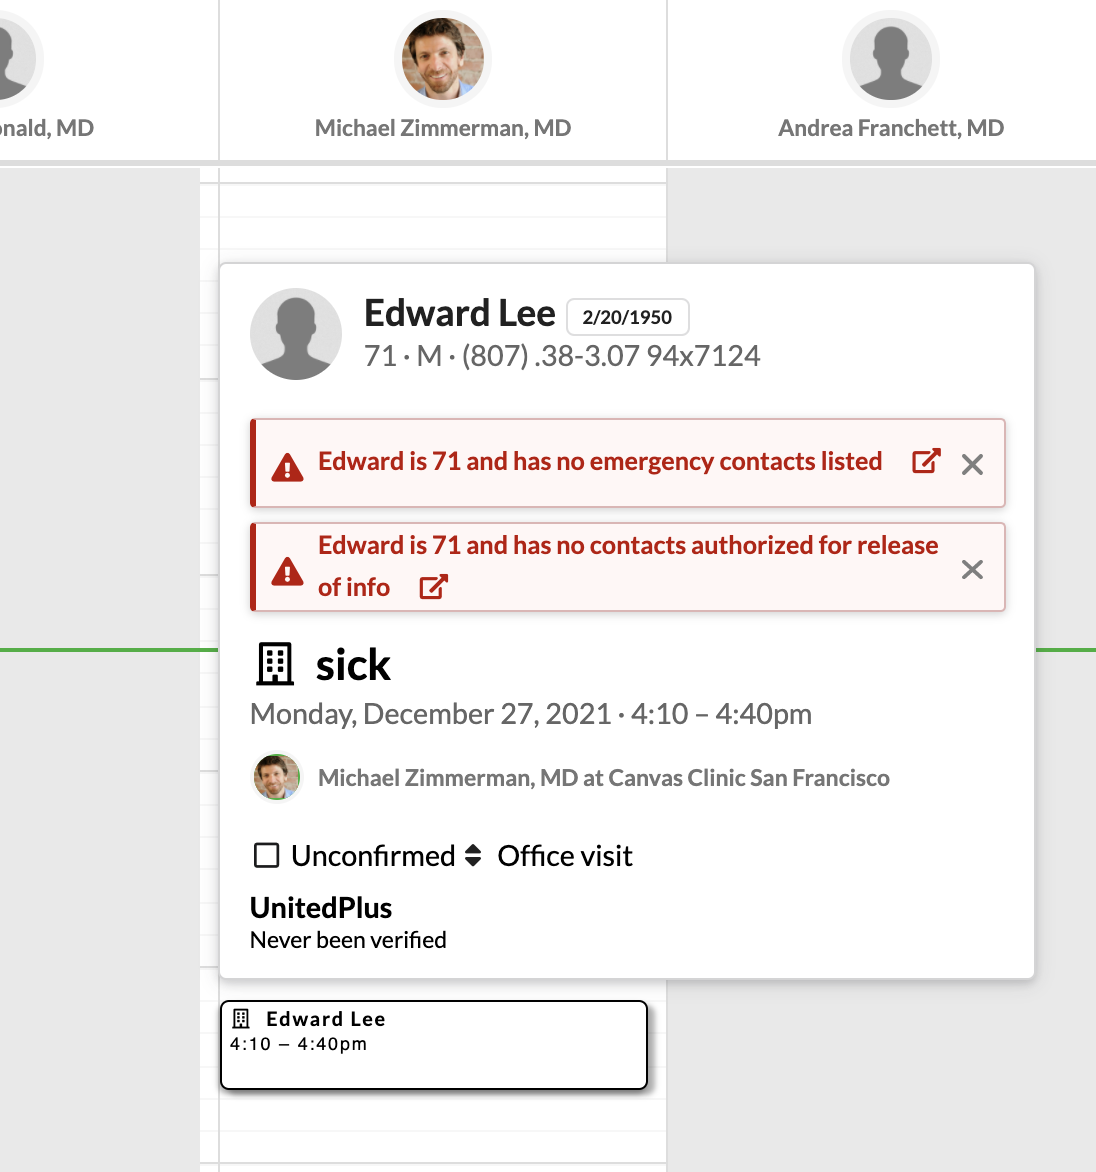 onald, MD
Michael Zimmerman, MD
Andrea Franchett, MD
Edward Lee 2/20/1950
71 · M · (807) .38-3.07 94x7124
Edward is 71 and has no emergency contacts listed
Edward is 71 and has no contacts authorized for release
of info
sick
Monday, December 27, 2021 · 4:10 – 4:40pm
Michael Zimmerman, MD at Canvas Clinic San Francisco
Unconfirmed Office visit
UnitedPlus
Never been verified
Edward Lee
4:10 – 4:40pm